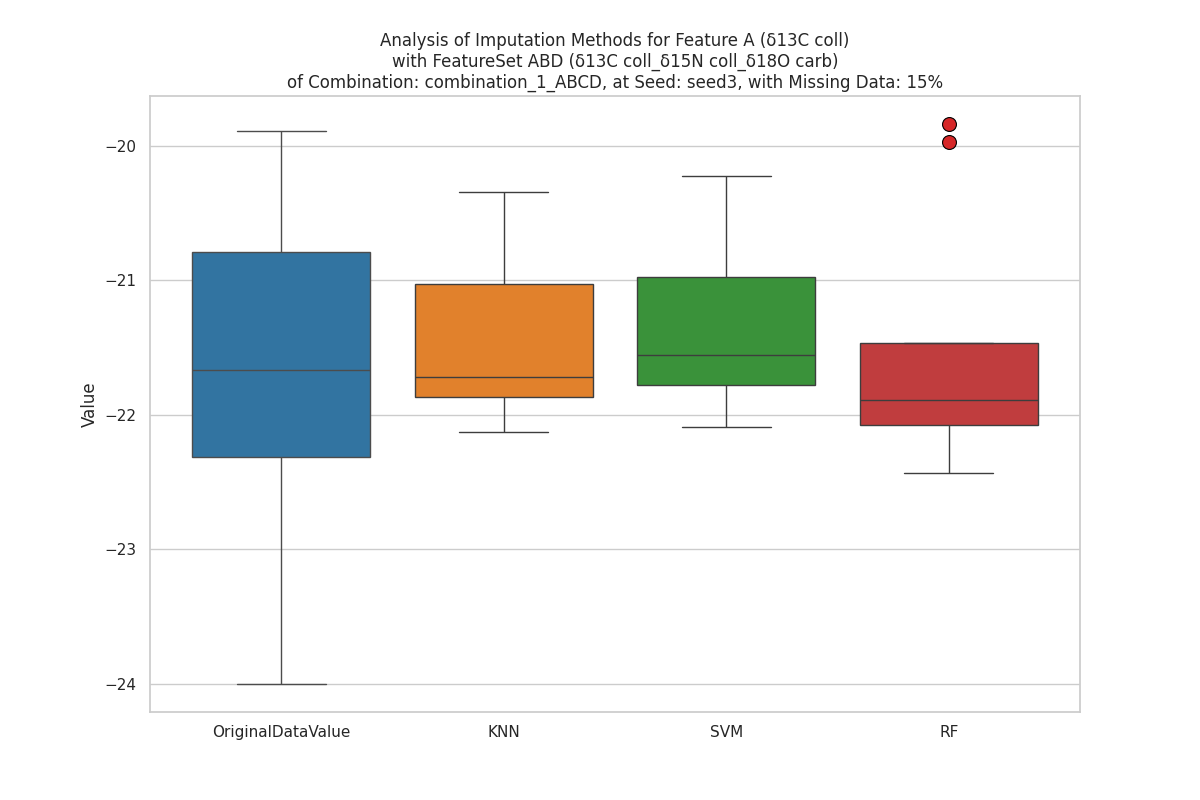 Analysis of Imputation Methods for Feature A (δ13C coll)
with FeatureSet ABD (δ13C coll_δ15N coll_δ18O carb)
of Combination: combination_1_ABCD, at Seed: seed3, with Missing Data: 15%
−20
−21
−22
−23
−24
Value
OriginalDataValue
KNN
SVM
RF